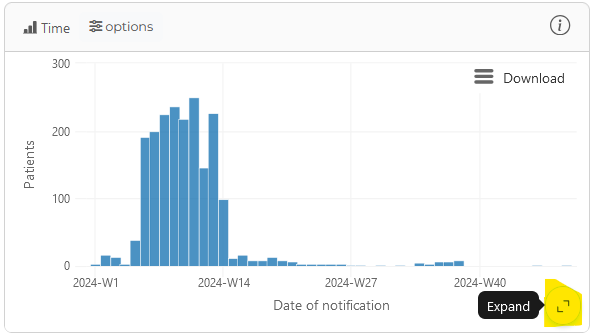 Time options
300
Download
200
Patients
100
0
2024-W1 2024-W14 2024-W27 2024-W40
Date of notification
Expand